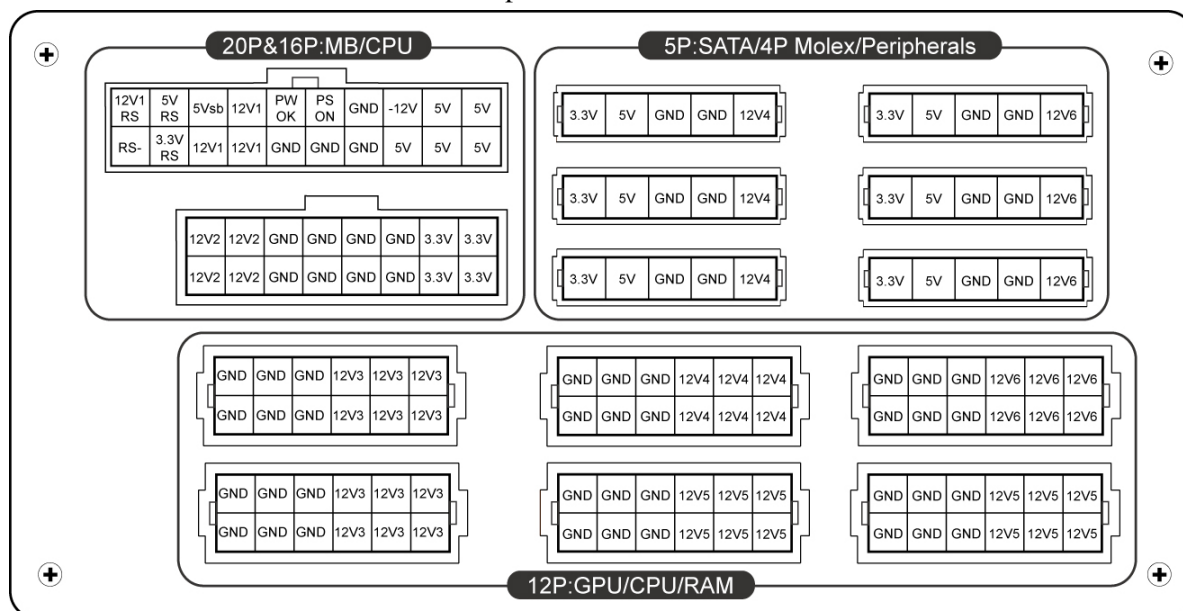 20P&16P:MB/CPU
12V1 RS 5V RS 5Vsb 12V1 PW OK PS ON GND -12V 5V 5V
RS- 3.3V RS 12V1 12V1 GND GND GND 5V 5V 5V
12V2 12V2 GND GND GND GND 3.3V 3.3V
12V2 12V2 GND GND GND GND 3.3V 3.3V
5P:SATA/4P Molex/Peripherals
3.3V 5V GND GND 12V4
3.3V 5V GND GND 12V6
3.3V 5V GND GND 12V4
3.3V 5V GND GND 12V6
3.3V 5V GND GND 12V4
3.3V 5V GND GND 12V6
GND GND GND 12V3 12V3 12V3
GND GND GND 12V3 12V3 12V3
GND GND GND 12V4 12V4 12V4
GND GND GND 12V4 12V4 12V4
GND GND GND 12V6 12V6 12V6
GND GND GND 12V6 12V6 12V6
GND GND GND 12V3 12V3 12V3
GND GND GND 12V3 12V3 12V3
GND GND GND 12V5 12V5 12V5
GND GND GND 12V5 12V5 12V5
GND GND GND 12V5 12V5 12V5
GND GND GND 12V5 12V5 12V5
12P:GPU/CPU/RAM